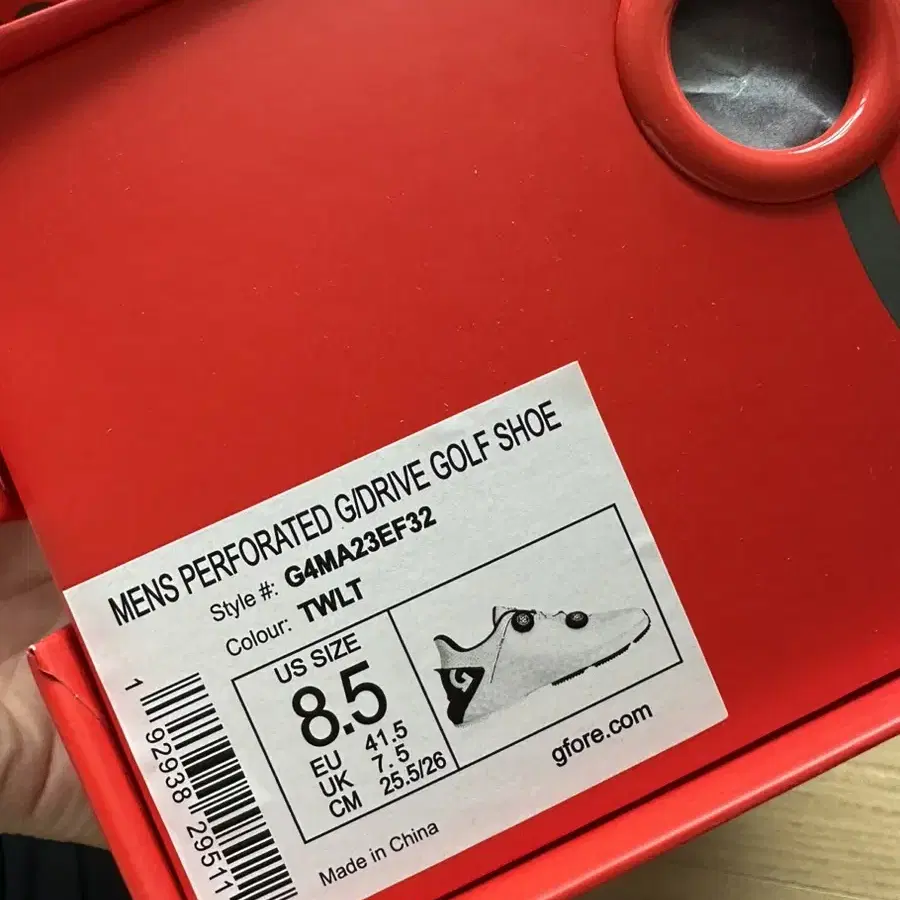 MENS PERFORATED G/DRIVE GOLF SHOE
Style #: G4MA23EF32
Colour: TWLT
US SIZE
8.5
EU 41.5
UK 7.5
CM 25.5/26
gfore.com
Made in China
1 92938 29511